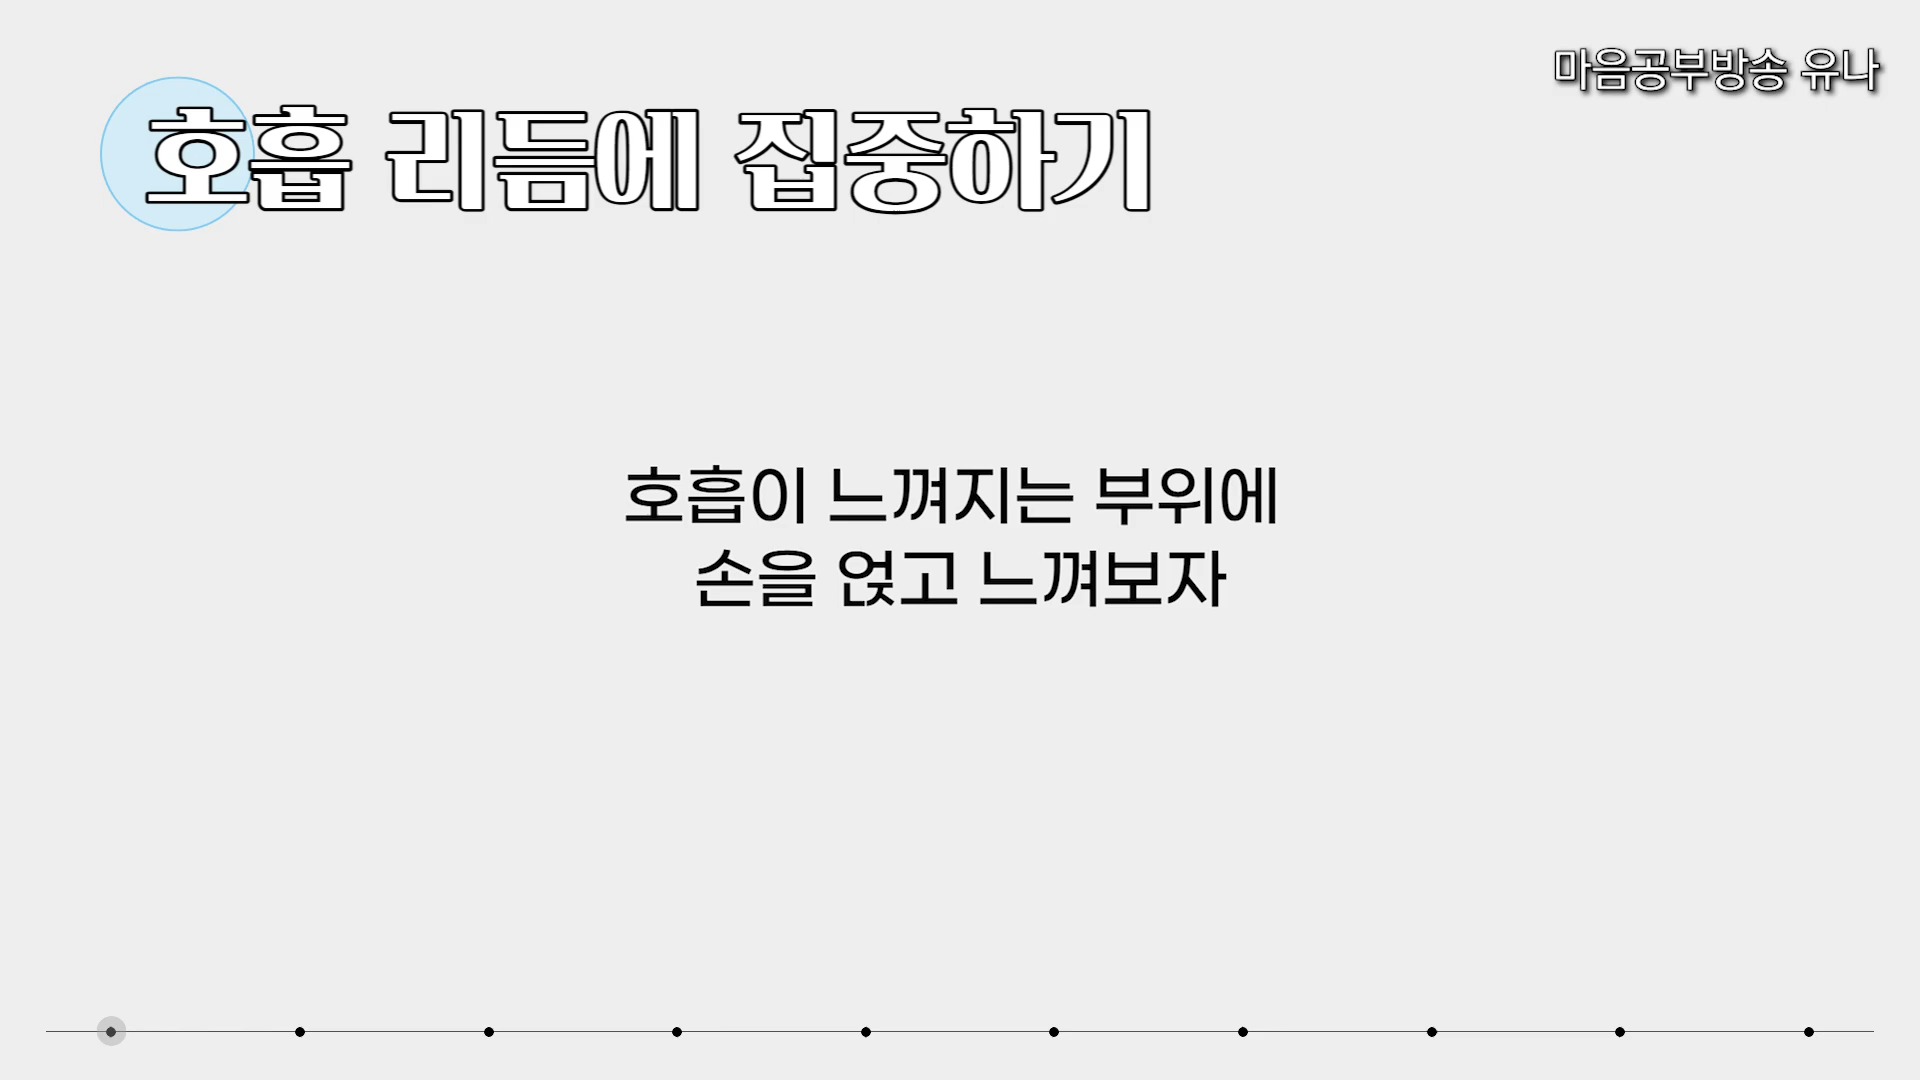 마음공부방송 유나
호흡 리듬에 집중하기
호흡이 느껴지는 부위에
손을 얹고 느껴보자